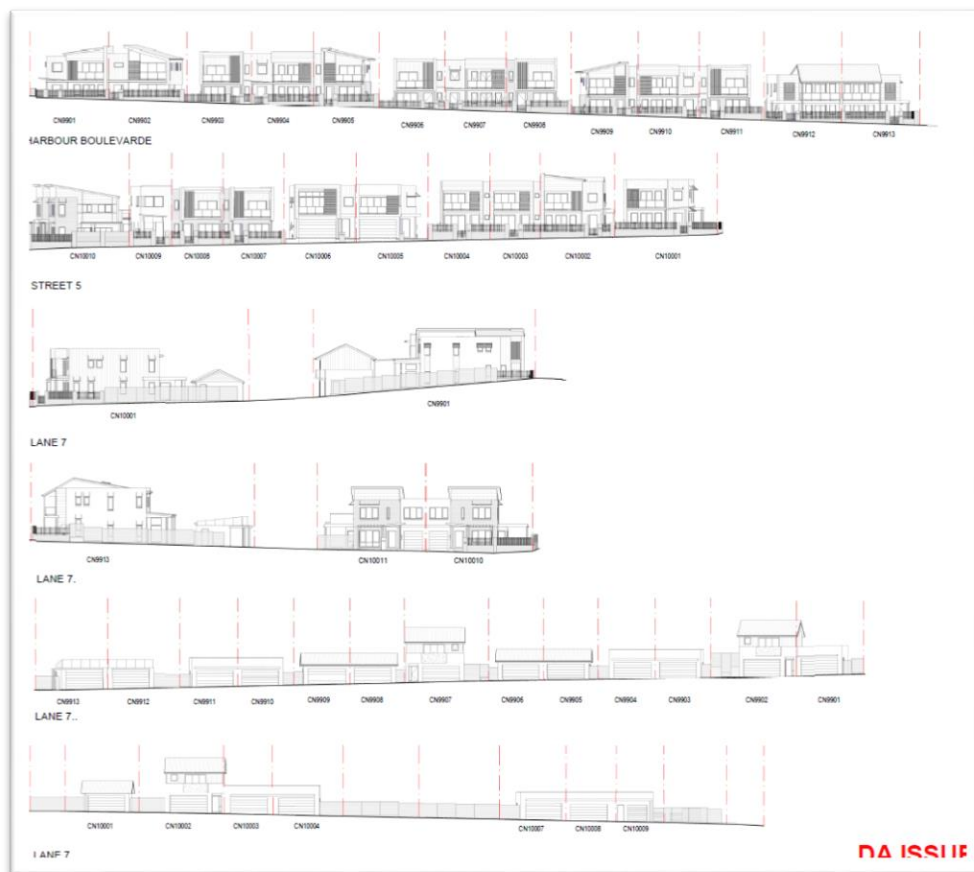 CN9901 CN9902 CN9903 CN9904 CN9905 CN9906 CN9907 CN9908 CN9909 CN9910 CN9911 CN9912 CN9913
HARBOUR BOULEVARDE
CN10010 CN10009 CN10008 CN10007 CN10006 CN10005 CN10004 CN10003 CN10002 CN10001
STREET 5
CN10001 CN9901
LANE 7
CN9913 CN10011 CN10010
LANE 7.
CN9913 CN9912 CN9911 CN9910 CN9909 CN9908 CN9907 CN9906 CN9905 CN9904 CN9903 CN9902 CN9901
LANE 7..
CN10001 CN10002 CN10003 CN10004 CN10007 CN10008 CN10009
LANE 7
DA ISSUE